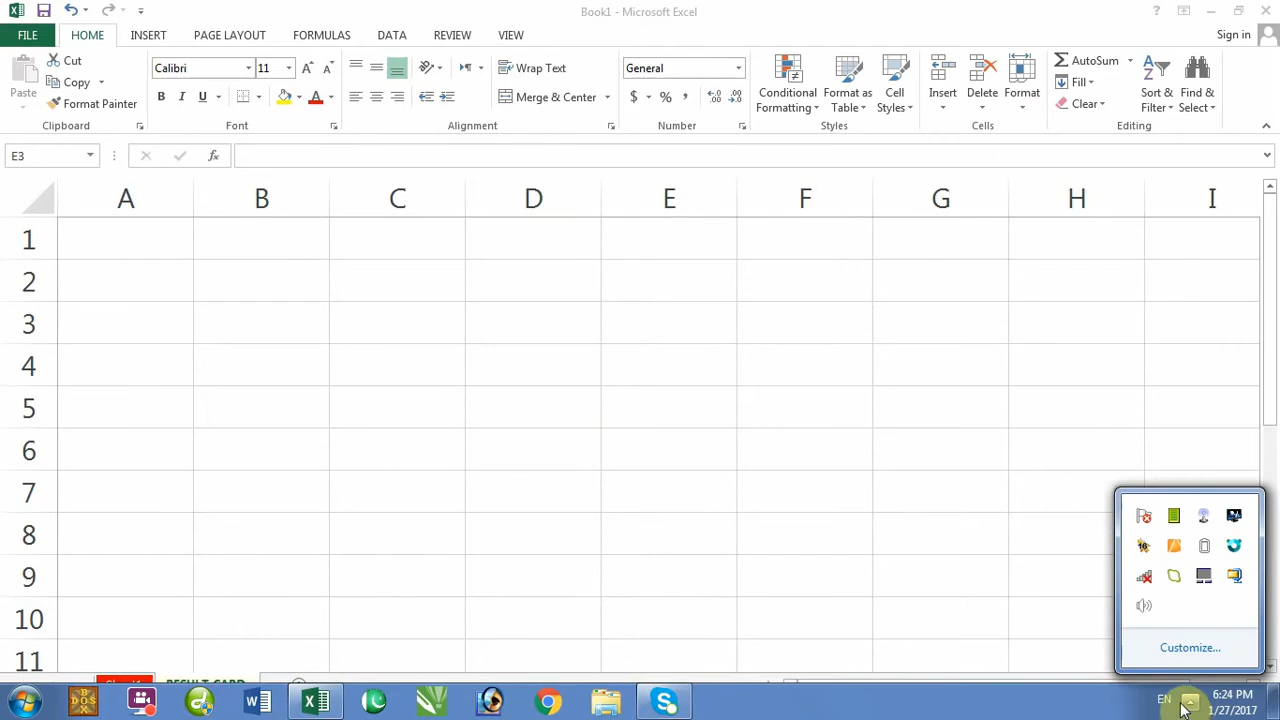 Book1 - Microsoft Excel
FILE HOME INSERT PAGE LAYOUT FORMULAS DATA REVIEW VIEW Sign in
Paste
Cut
Copy
Format Painter
Clipboard
Calibri 11
B I U
Font
Wrap Text
Merge & Center
Alignment
General
$ % ,
Number
Conditional Formatting
Format as Table
Cell Styles
Styles
Insert Delete Format
Cells
AutoSum
Fill
Clear
Sort & Filter
Find & Select
Editing
E3 fx
A B C D E F G H I
1
2
3
4
5
6
7
8
9
10
11
Customize...
RESULT CARD
EN 6:24 PM
1/27/2017